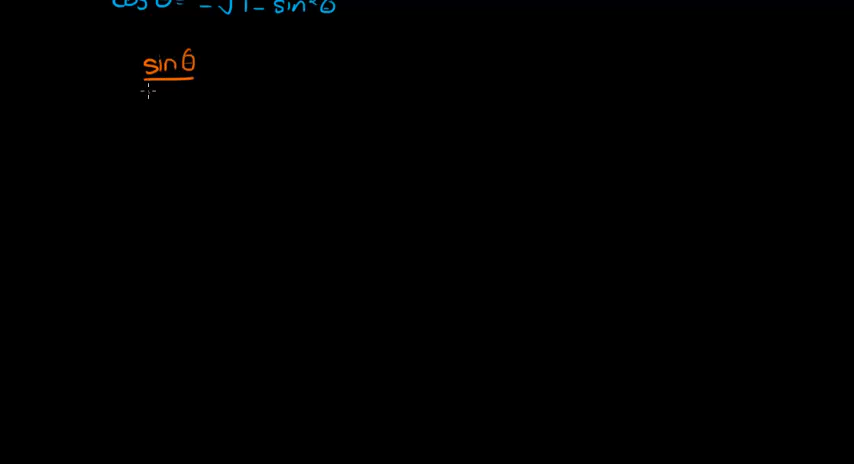 cos θ = -√1 - sin²θ
sin θ